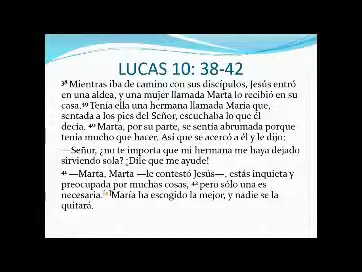 LUCAS 10: 38-42
³⁸ Mientras iba de camino con sus discípulos, Jesús entró
en una aldea, y una mujer llamada Marta lo recibió en su
casa.³⁹ Tenía ella una hermana llamada María que,
sentada a los pies del Señor, escuchaba lo que él
decía. ⁴⁰ Marta, por su parte, se sentía abrumada porque
tenía mucho que hacer. Así que se acercó a él y le dijo:
—Señor, ¿no te importa que mi hermana me haya dejado
sirviendo sola? ¡Dile que me ayude!
⁴¹ —Marta, Marta —le contestó Jesús—, estás inquieta y
preocupada por muchas cosas, ⁴² pero sólo una es
necesaria.[a]María ha escogido la mejor, y nadie se la
quitará.